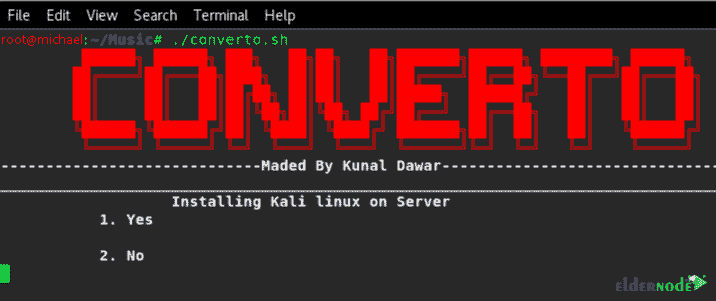 File Edit View Search Terminal Help
root@michael:~/Music# ./converto.sh
CONVERTO
-----------------------------Maded By Kunal Dawar-------------------------------
Installing Kali linux on Server
1. Yes
2. No
ELDERNODE